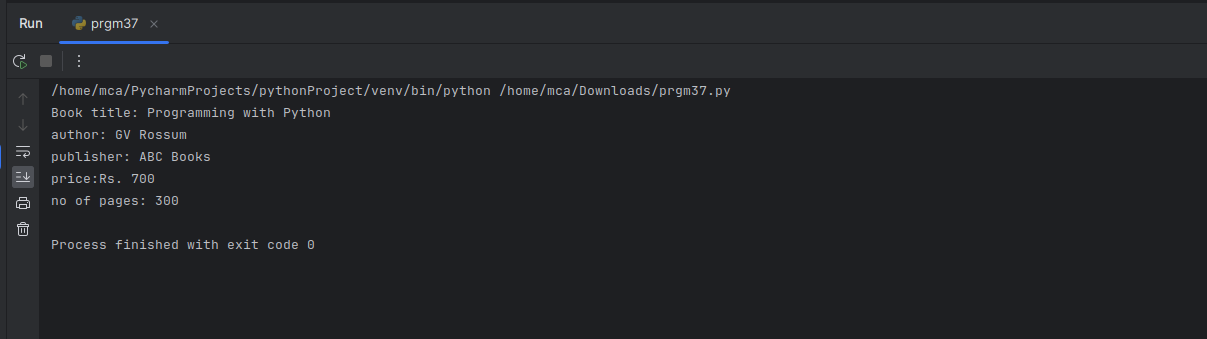 Run prgm37
/home/mca/PycharmProjects/pythonProject/venv/bin/python /home/mca/Downloads/prgm37.py
Book title: Programming with Python
author: GV Rossum
publisher: ABC Books
price:Rs. 700
no of pages: 300
Process finished with exit code 0